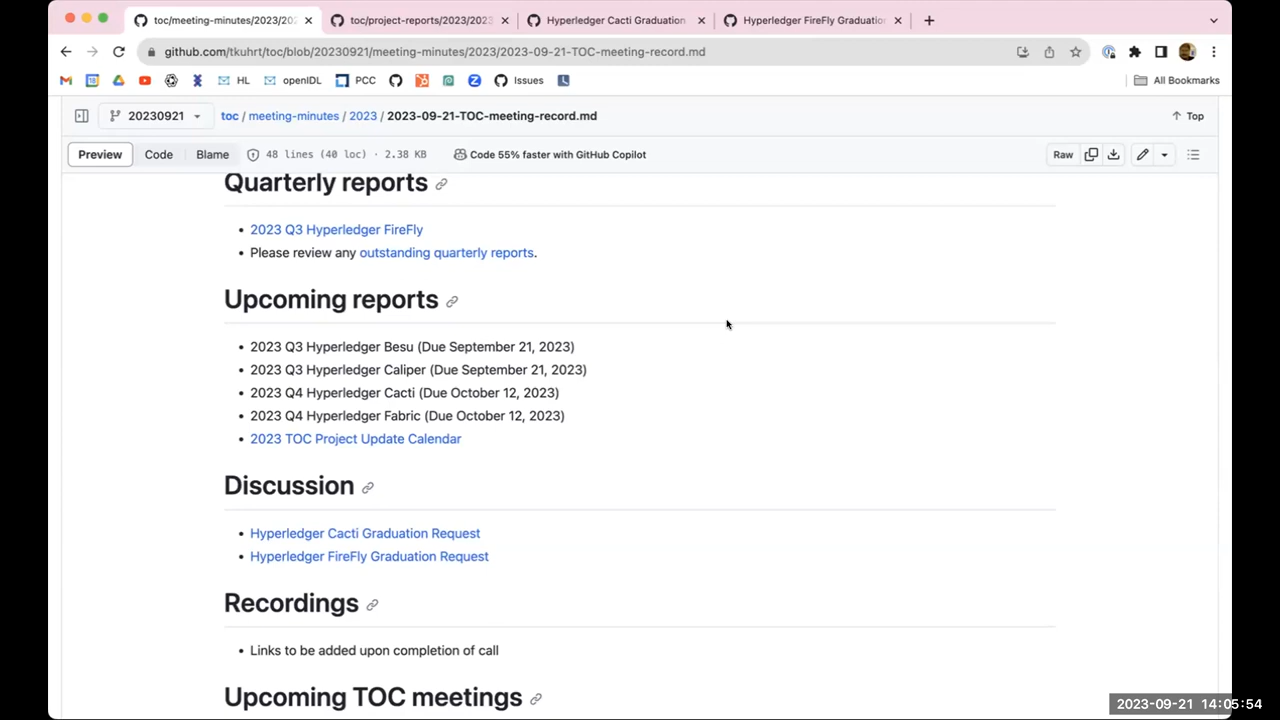 toc/meeting-minutes/2023/20
toc/project-reports/2023/2023
Hyperledger Cacti Graduation
Hyperledger FireFly Graduation
github.com/tkuhrt/toc/blob/20230921/meeting-minutes/2023/2023-09-21-TOC-meeting-record.md
HL
openIDL
PCC
Issues
All Bookmarks
20230921
toc / meeting-minutes / 2023 / 2023-09-21-TOC-meeting-record.md
Top
Preview
Code
Blame
48 lines (40 loc) · 2.38 KB
Code 55% faster with GitHub Copilot
Raw
Quarterly reports
• 2023 Q3 Hyperledger FireFly
• Please review any outstanding quarterly reports.
Upcoming reports
• 2023 Q3 Hyperledger Besu (Due September 21, 2023)
• 2023 Q3 Hyperledger Caliper (Due September 21, 2023)
• 2023 Q4 Hyperledger Cacti (Due October 12, 2023)
• 2023 Q4 Hyperledger Fabric (Due October 12, 2023)
• 2023 TOC Project Update Calendar
Discussion
• Hyperledger Cacti Graduation Request
• Hyperledger FireFly Graduation Request
Recordings
• Links to be added upon completion of call
Upcoming TOC meetings
2023-09-21 14:05:54